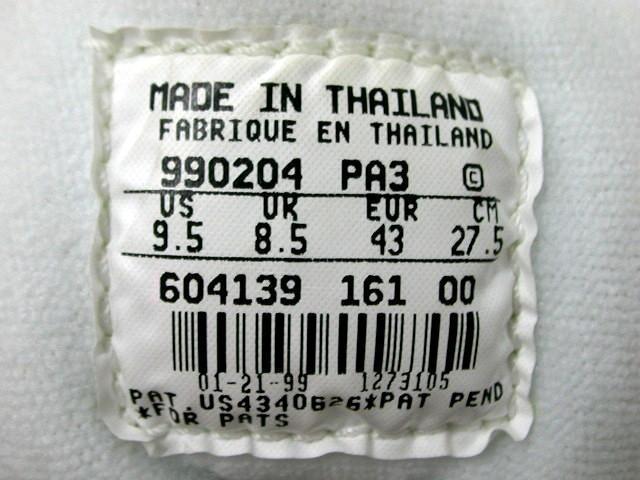 MADE IN THAILAND
FABRIQUE EN THAILAND
990204 PA3 ©
US UK EUR CM
9.5 8.5 43 27.5
604139 161 00
01-21-99 1273105
PAT.US4340626*PAT PEND
*FOR PATS